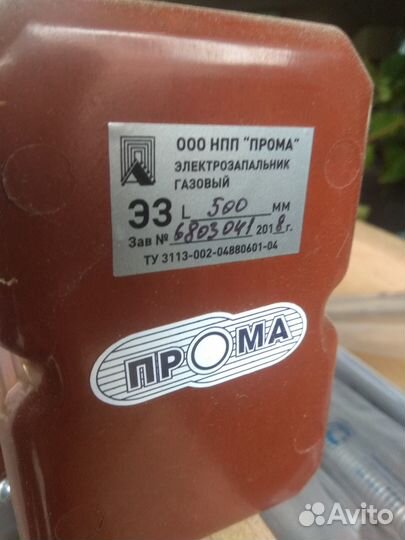 ООО НПП "ПРОМА"
ЭЛЕКТРОЗАПАЛЬНИК
ГАЗОВЫЙ
ЭЗ L 500 мм
Зав № 6803041 2018 г.
ТУ 3113-002-04880601-04
ПРОМА
Avito